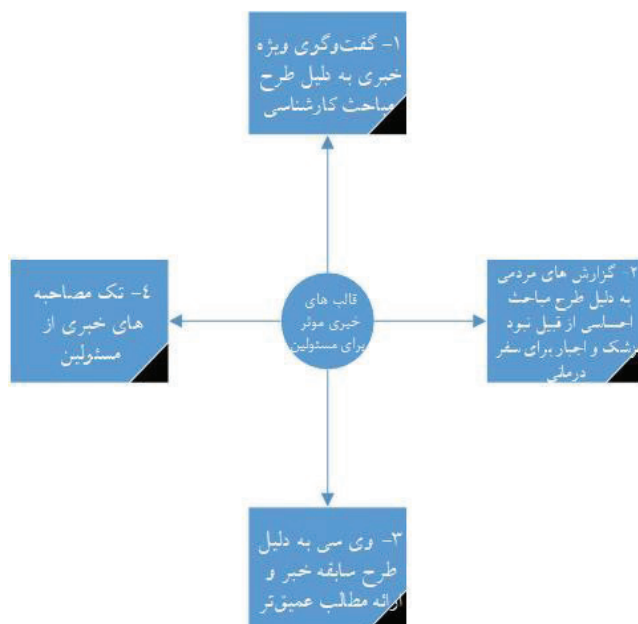 ۱- گفت‌وگوی ویژه
خبری به دلیل طرح
مباحث کارشناسی
۲- گزارش های مردمی
به دلیل طرح مباحث
احساسی از قبیل نبود
پزشک و اجبار برای سفر
درمانی
قالب های
خبری موثر
برای مسئولین
۴- تک مصاحبه
های خبری از
مسئولین
۳- وی سی به دلیل
طرح سابقه خبر و
ارائه مطالب عمیق‌تر